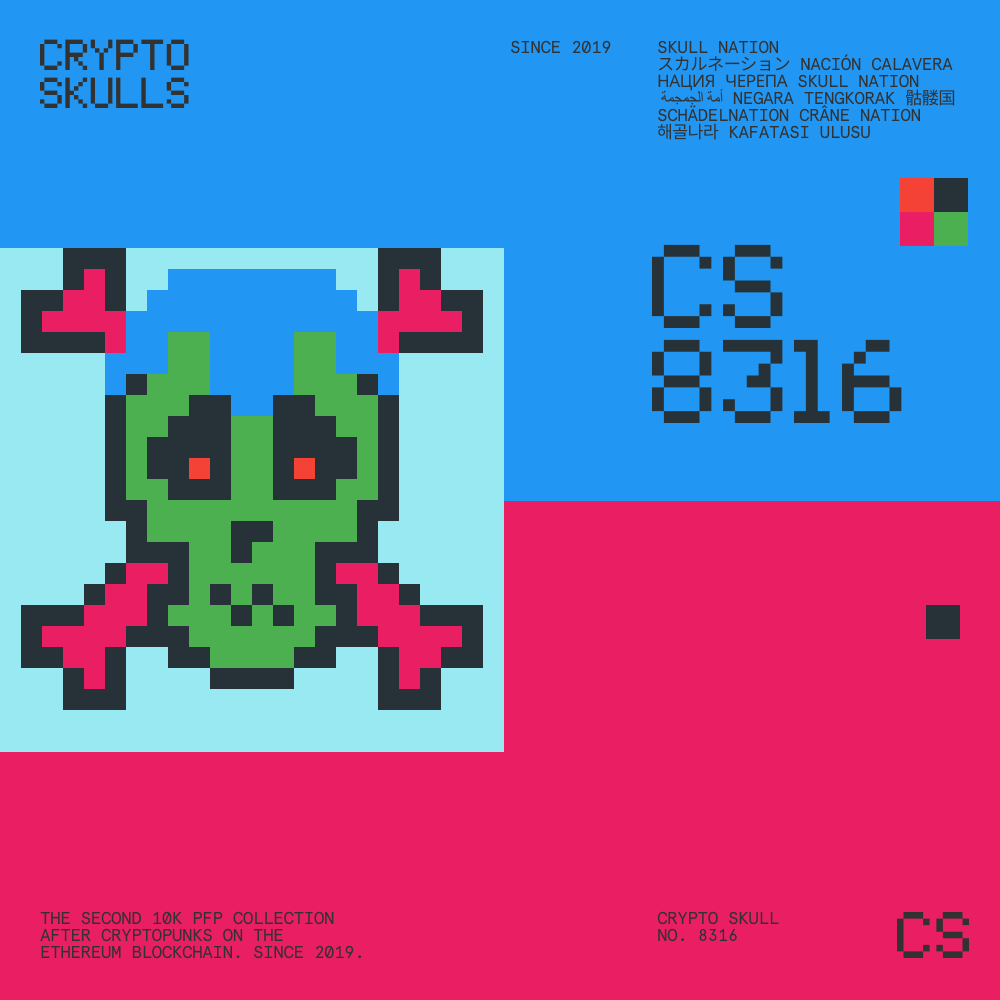 CRYPTO
SKULLS
SINCE 2019
SKULL NATION
スカルネーション NACIÓN CALAVERA
НАЦИЯ ЧЕРЕПА SKULL NATION
أمة الجمجمة NEGARA TENGKORAK 骷髅国
SCHÄDELNATION CRÂNE NATION
해골나라 KAFATASI ULUSU
CS
8316
THE SECOND 10K PFP COLLECTION
AFTER CRYPTOPUNKS ON THE
ETHEREUM BLOCKCHAIN. SINCE 2019.
CRYPTO SKULL
NO. 8316
CS